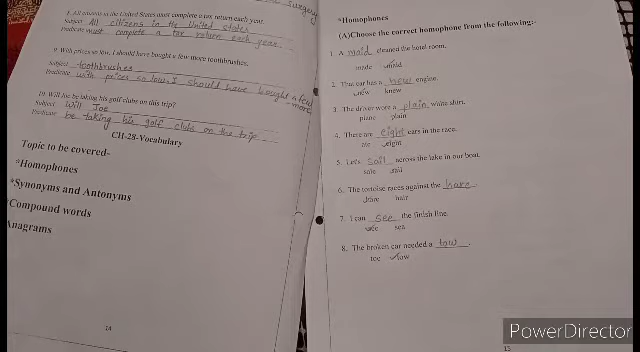 surgery
8. All citizens in the United States must complete a tax return each year.
Subject All citizens in the United states
Predicate must complete a tax return each year.
9. With prices so low, I should have bought a few more toothbrushes.
Subject toothbrushes
Predicate with prices so low, I should have bought a few more
10. Will Joe be taking his golf clubs on this trip?
Subject Will Joe
Predicate be taking his golf clubs on the trip
CH-28-Vocabulary
Topic to be covered-
*Homophones
*Synonyms and Antonyms
*Compound words
Anagrams
14
*Homophones
(A)Choose the correct homophone from the following:-
1. A maid cleaned the hotel room.
made maid
2. That car has a new engine.
new knew
3. The driver wore a plain white shirt.
plane plain
4. There are eight cars in the race.
ate eight
5. Let's sail across the lake in our boat.
sale sail
6. The tortoise races against the hare.
hare hair
7. I can see the finish line.
see sea
8. The broken car needed a tow.
toe tow
15
PowerDirector